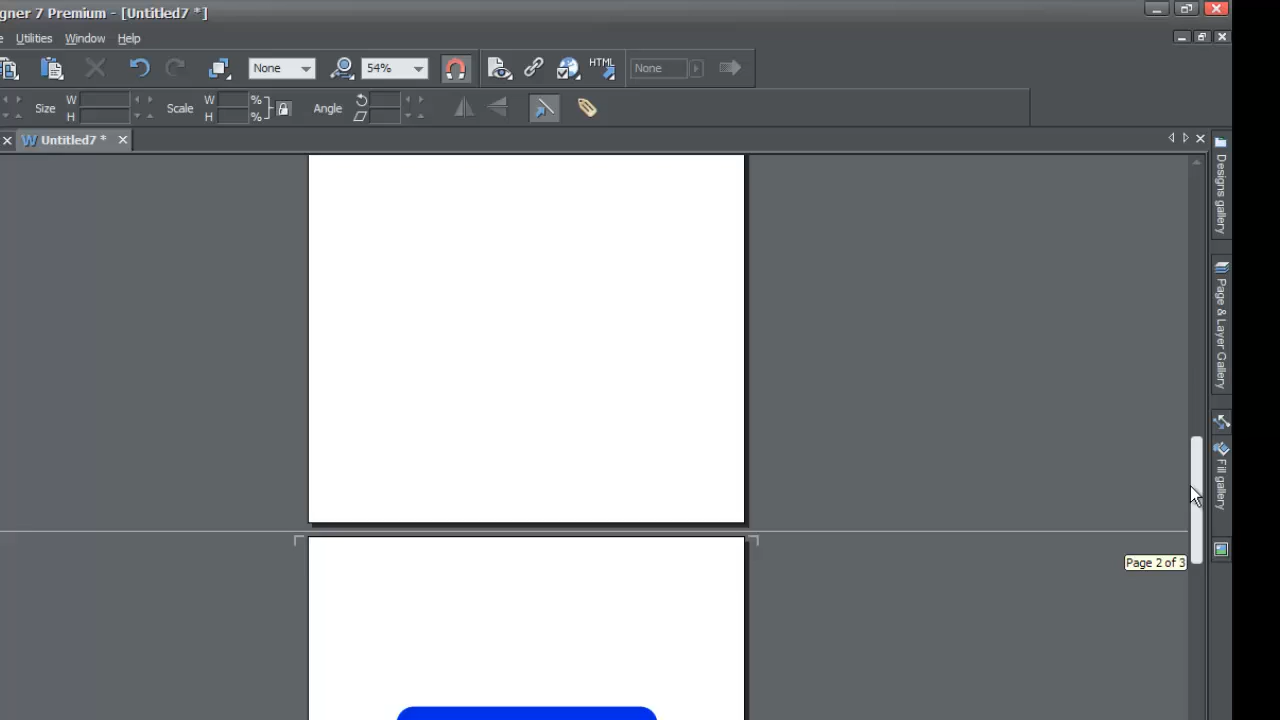 gner 7 Premium - [Untitled7 *]
e Utilities Window Help
None 54% HTML None
Size W H Scale W H % % Angle
W Untitled7 *
Designs gallery
Page & Layer Gallery
Fill gallery
Page 2 of 3